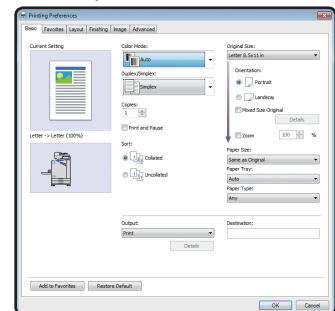 Printing Preferences
Basic Favorites Layout Finishing Image Advanced
Current Setting
Letter -> Letter (100%)
Color Mode:
Auto
Duplex/Simplex:
Simplex
Copies:
1
Print and Pause
Sort:
Collated
Uncollated
Original Size:
Letter 8.5x11 in
Orientation:
Portrait
Landscap
Mixed Size Original
Details
Zoom 100 %
Paper Size:
Same as Original
Paper Tray:
Auto
Paper Type:
Any
Output:
Print
Details
Destination:
Add to Favorites Restore Default
OK Cancel